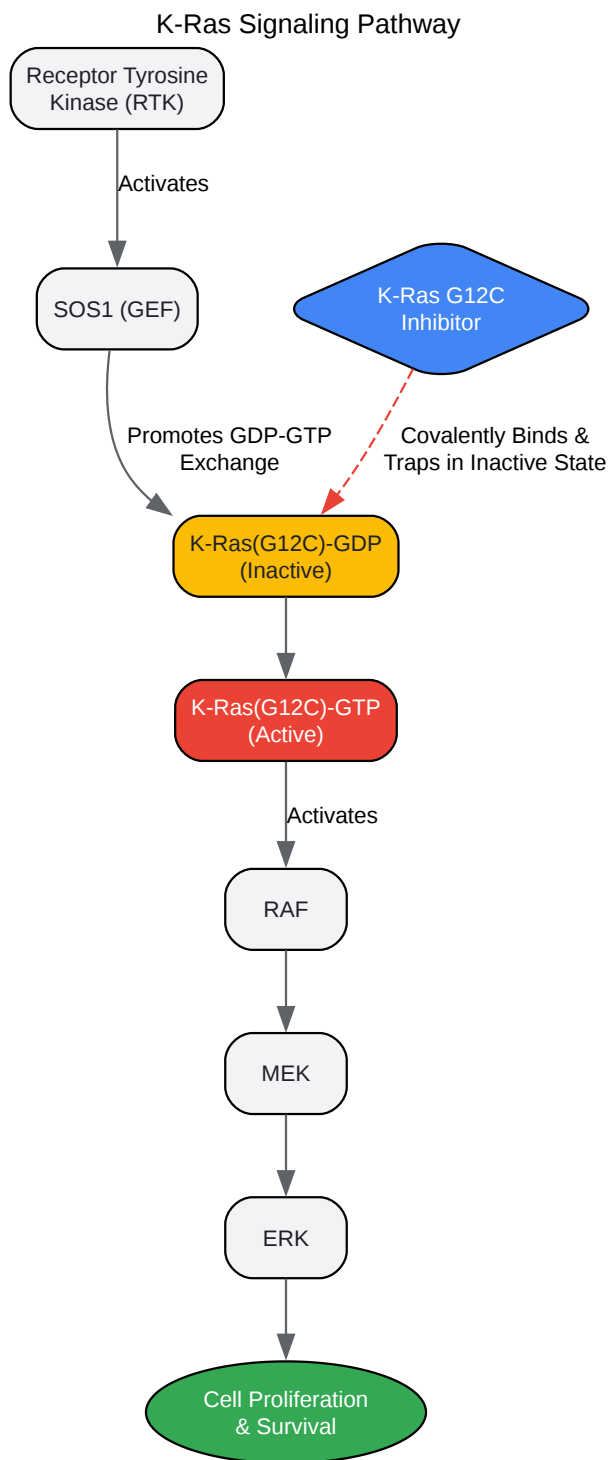 K-Ras Signaling Pathway
Receptor Tyrosine
Kinase (RTK)
Activates
SOS1 (GEF)
K-Ras G12C
Inhibitor
Promotes GDP-GTP
Exchange
Covalently Binds &
Traps in Inactive State
K-Ras(G12C)-GDP
(Inactive)
K-Ras(G12C)-GTP
(Active)
Activates
RAF
MEK
ERK
Cell Proliferation
& Survival